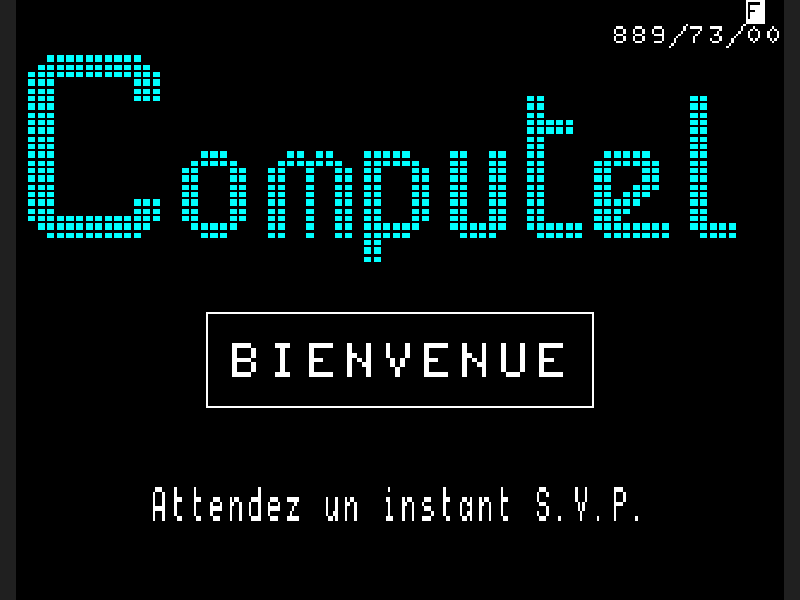 F
889/73/00
Computel
BIENVENUE
Attendez un instant S.V.P.